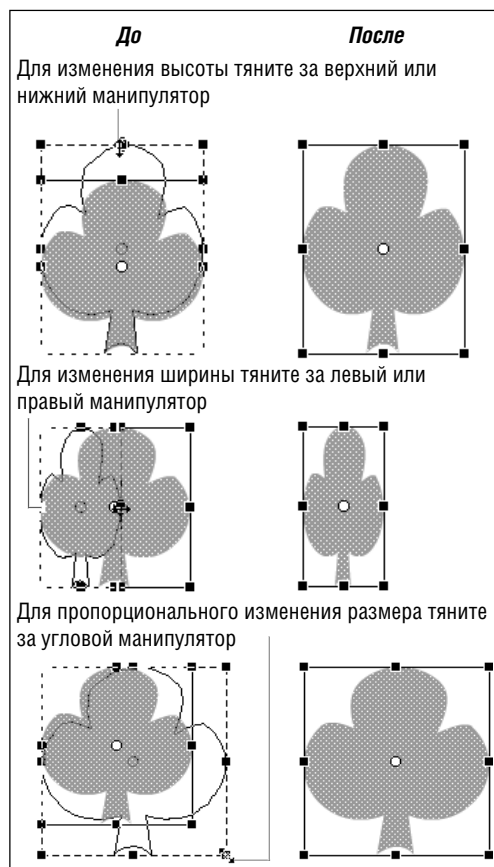 До После
Для изменения высоты тяните за верхний или
нижний манипулятор
Для изменения ширины тяните за левый или
правый манипулятор
Для пропорционального изменения размера тяните
за угловой манипулятор